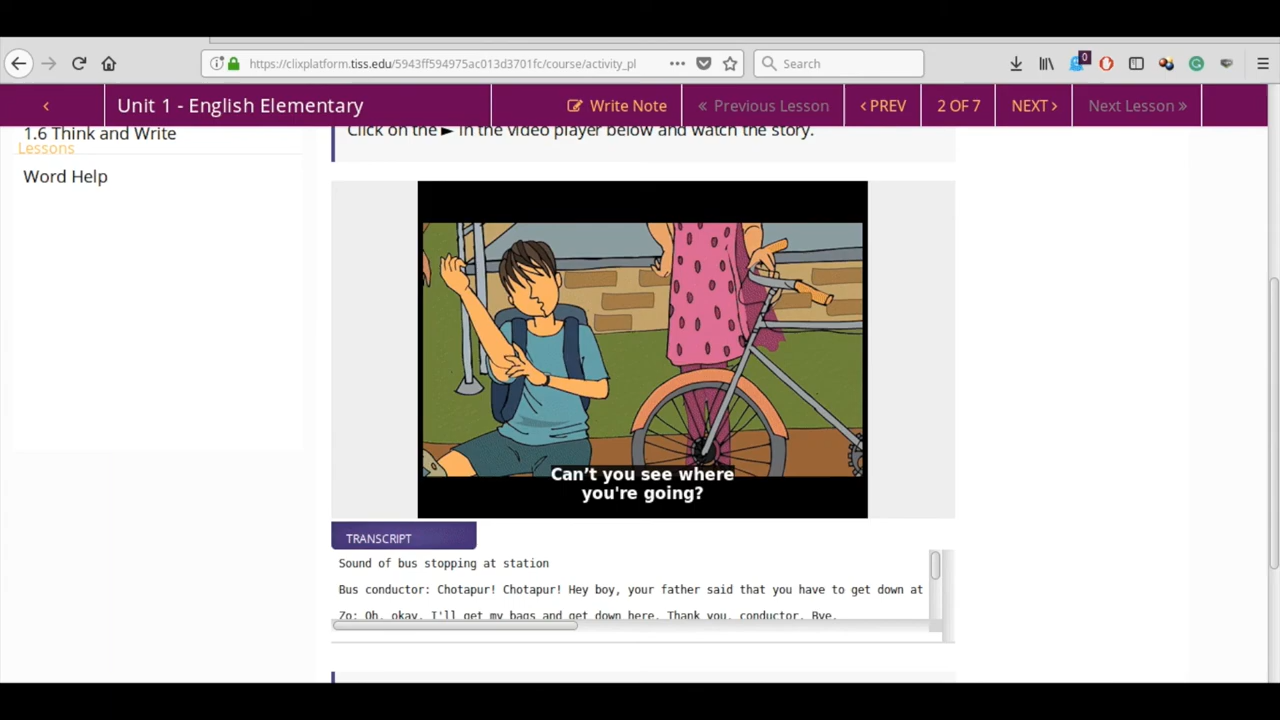 https://clixplatform.tiss.edu/5943ff594975ac013d3701fc/course/activity_pl
Search
0
Unit 1 - English Elementary
Write Note
« Previous Lesson
‹ PREV
2 OF 7
NEXT ›
Next Lesson »
1.6 Think and Write
Lessons
Word Help
Click on the ► in the video player below and watch the story.
Can't you see where
you're going?
TRANSCRIPT
Sound of bus stopping at station
Bus conductor: Chotapur! Chotapur! Hey boy, your father said that you have to get down at
Zo: Oh, okay. I'll get my bags and get down here. Thank you, conductor. Bye.